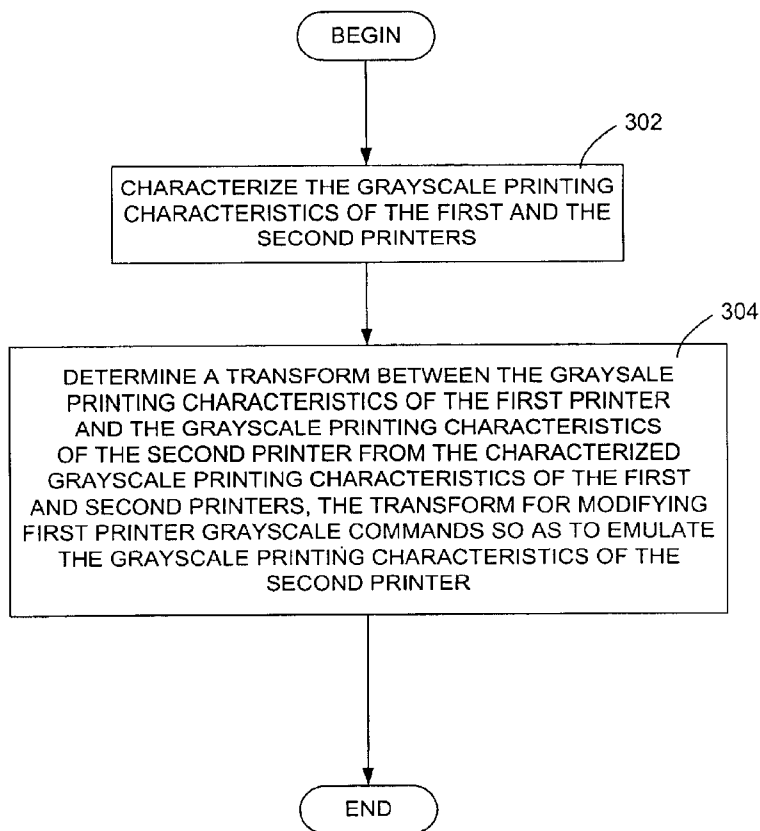 BEGIN
302
CHARACTERIZE THE GRAYSCALE PRINTING
CHARACTERISTICS OF THE FIRST AND THE
SECOND PRINTERS
304
DETERMINE A TRANSFORM BETWEEN THE GRAYSALE
PRINTING CHARACTERISTICS OF THE FIRST PRINTER
AND THE GRAYSCALE PRINTING CHARACTERISTICS
OF THE SECOND PRINTER FROM THE CHARACTERIZED
GRAYSCALE PRINTING CHARACTERISTICS OF THE FIRST
AND SECOND PRINTERS, THE TRANSFORM FOR MODIFYING
FIRST PRINTER GRAYSCALE COMMANDS SO AS TO EMULATE
THE GRAYSCALE PRINTING CHARACTERISTICS OF THE
SECOND PRINTER
END